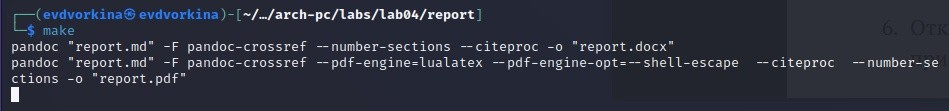 (evdvorkina㉿evdvorkina)-[~/…/arch-pc/labs/lab04/report]
$ make
pandoc "report.md" -F pandoc-crossref --number-sections --citeproc -o "report.docx"
pandoc "report.md" -F pandoc-crossref --pdf-engine=lualatex --pdf-engine-opt=--shell-escape  --citeproc  --number-se
ctions -o "report.pdf"
6. Отк